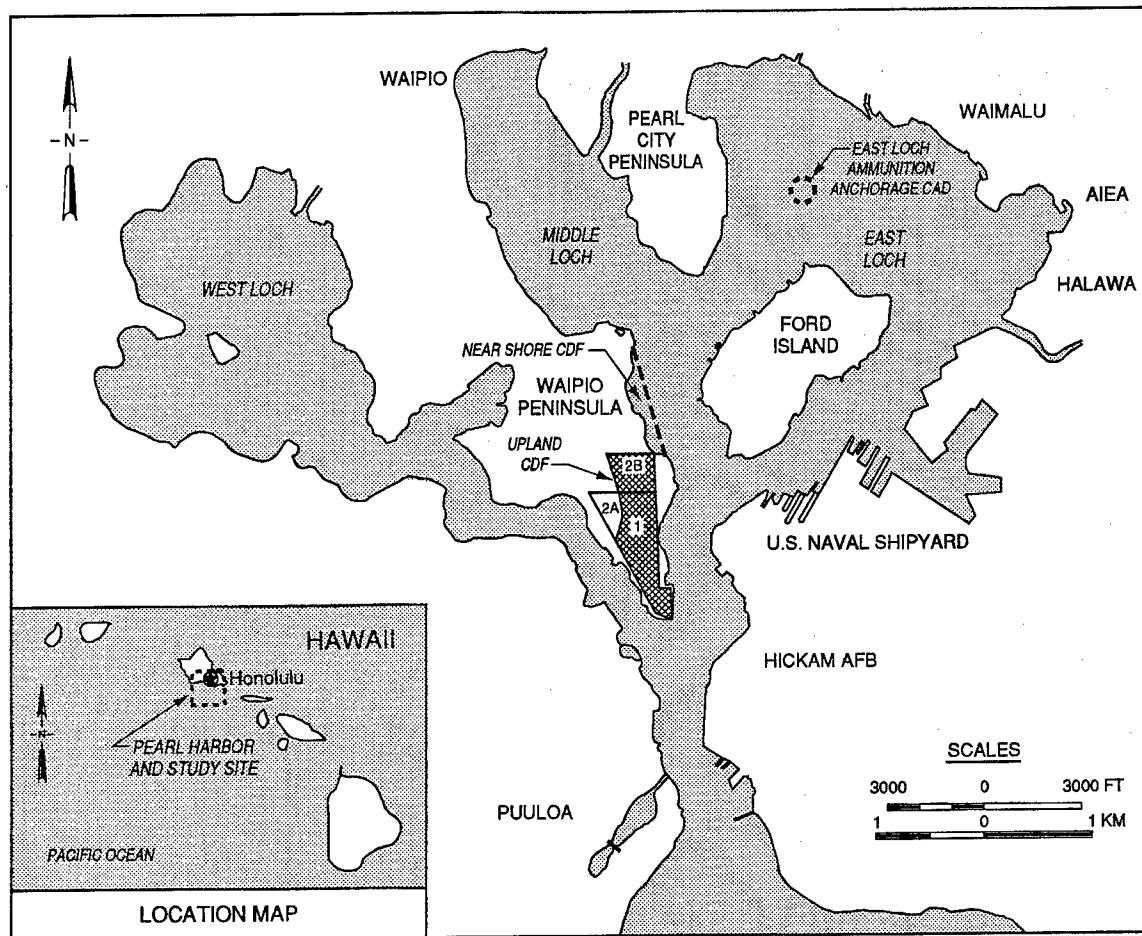 WAIPIO
PEARL
CITY
PENINSULA
WAIMALU
EAST LOCH
AMMUNITION
ANCHORAGE CAD
AIEA
-N-
MIDDLE
LOCH
EAST
LOCH
HALAWA
WEST LOCH
FORD
ISLAND
NEAR SHORE CDF
WAIPIO
PENINSULA
UPLAND
CDF
2B
2A
1
U.S. NAVAL SHIPYARD
HICKAM AFB
HAWAII
Honolulu
N
PEARL HARBOR
AND STUDY SITE
PACIFIC OCEAN
LOCATION MAP
PUULOA
SCALES
3000 0 3000 FT
1 0 1 KM